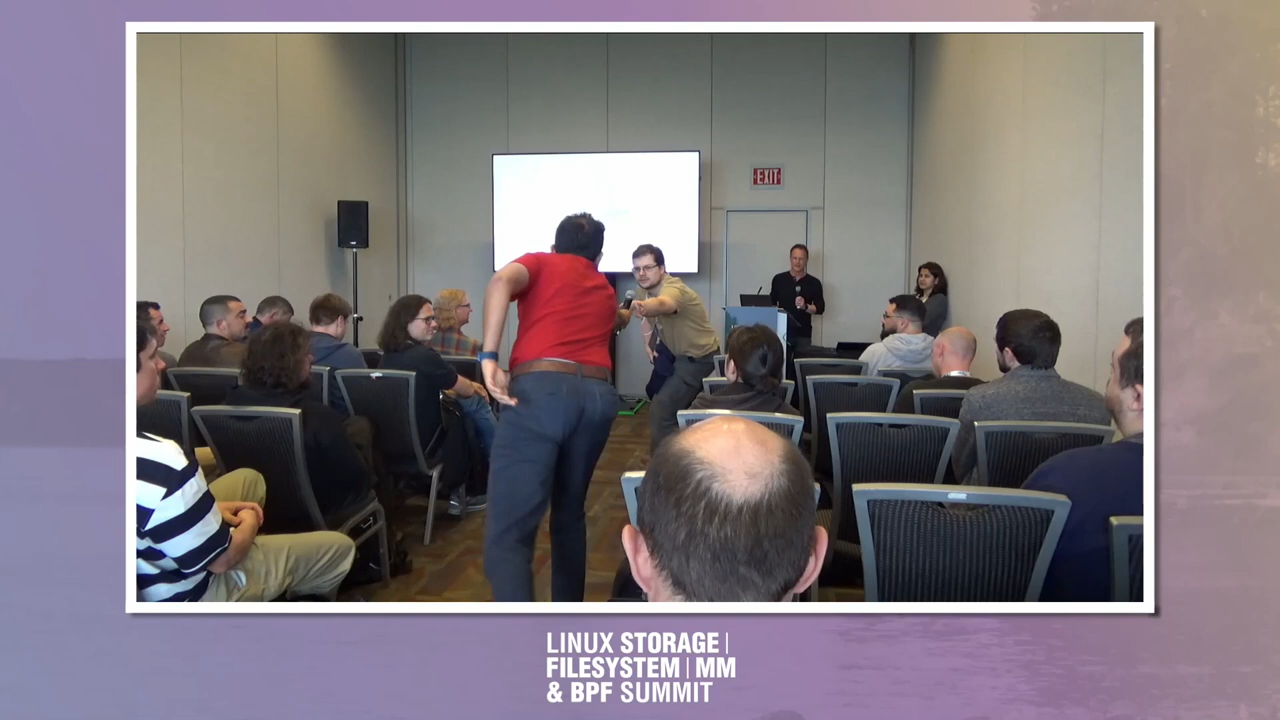 EXIT
LINUX STORAGE |
FILESYSTEM | MM
& BPF SUMMIT